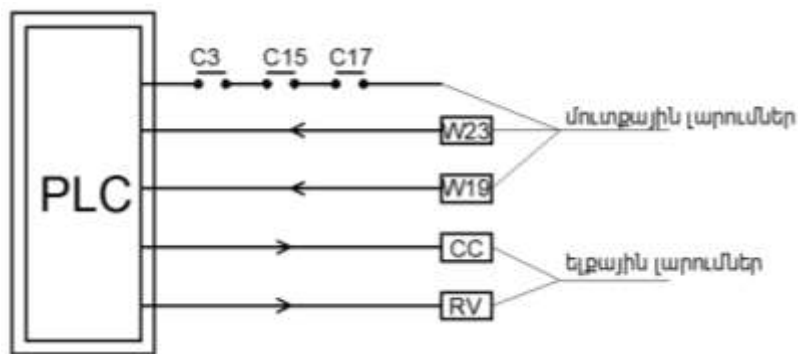 C3 C15 C17
մուտքային լարումներ
W23
PLC
W19
CC
ելքային լարումներ
RV